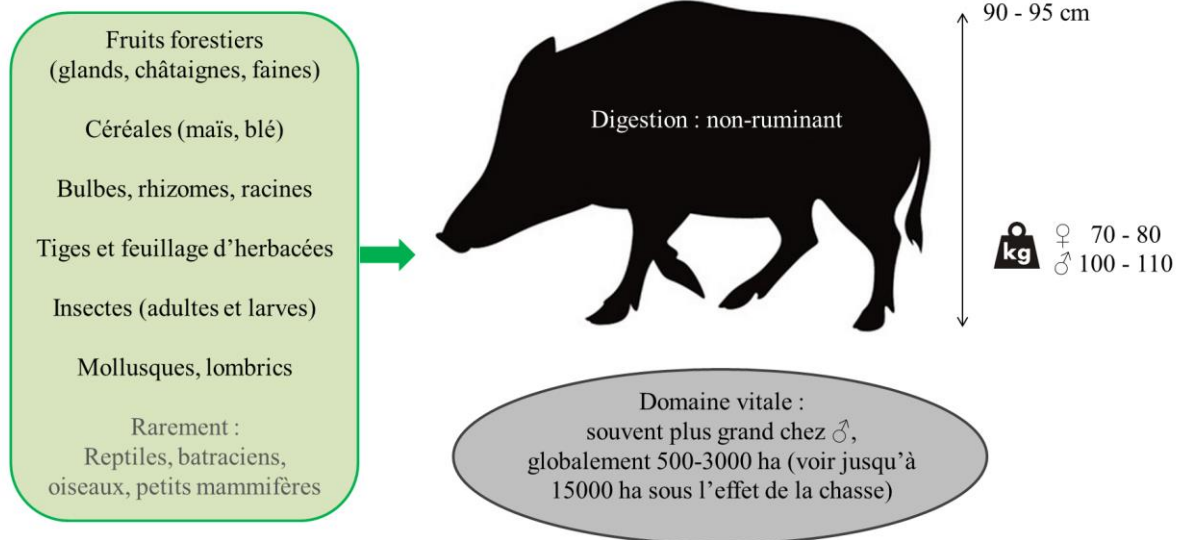 Fruits forestiers
(glands, châtaignes, faines)
Céréales (maïs, blé)
Bulbes, rhizomes, racines
Tiges et feuillage d’herbacées
Insectes (adultes et larves)
Mollusques, lombrics
Rarement :
Reptiles, batraciens,
oiseaux, petits mammifères
Digestion : non-ruminant
90 - 95 cm
kg
♀ 70 - 80
♂ 100 - 110
Domaine vitale :
souvent plus grand chez ♂,
globalement 500-3000 ha (voir jusqu’à
15000 ha sous l’effet de la chasse)